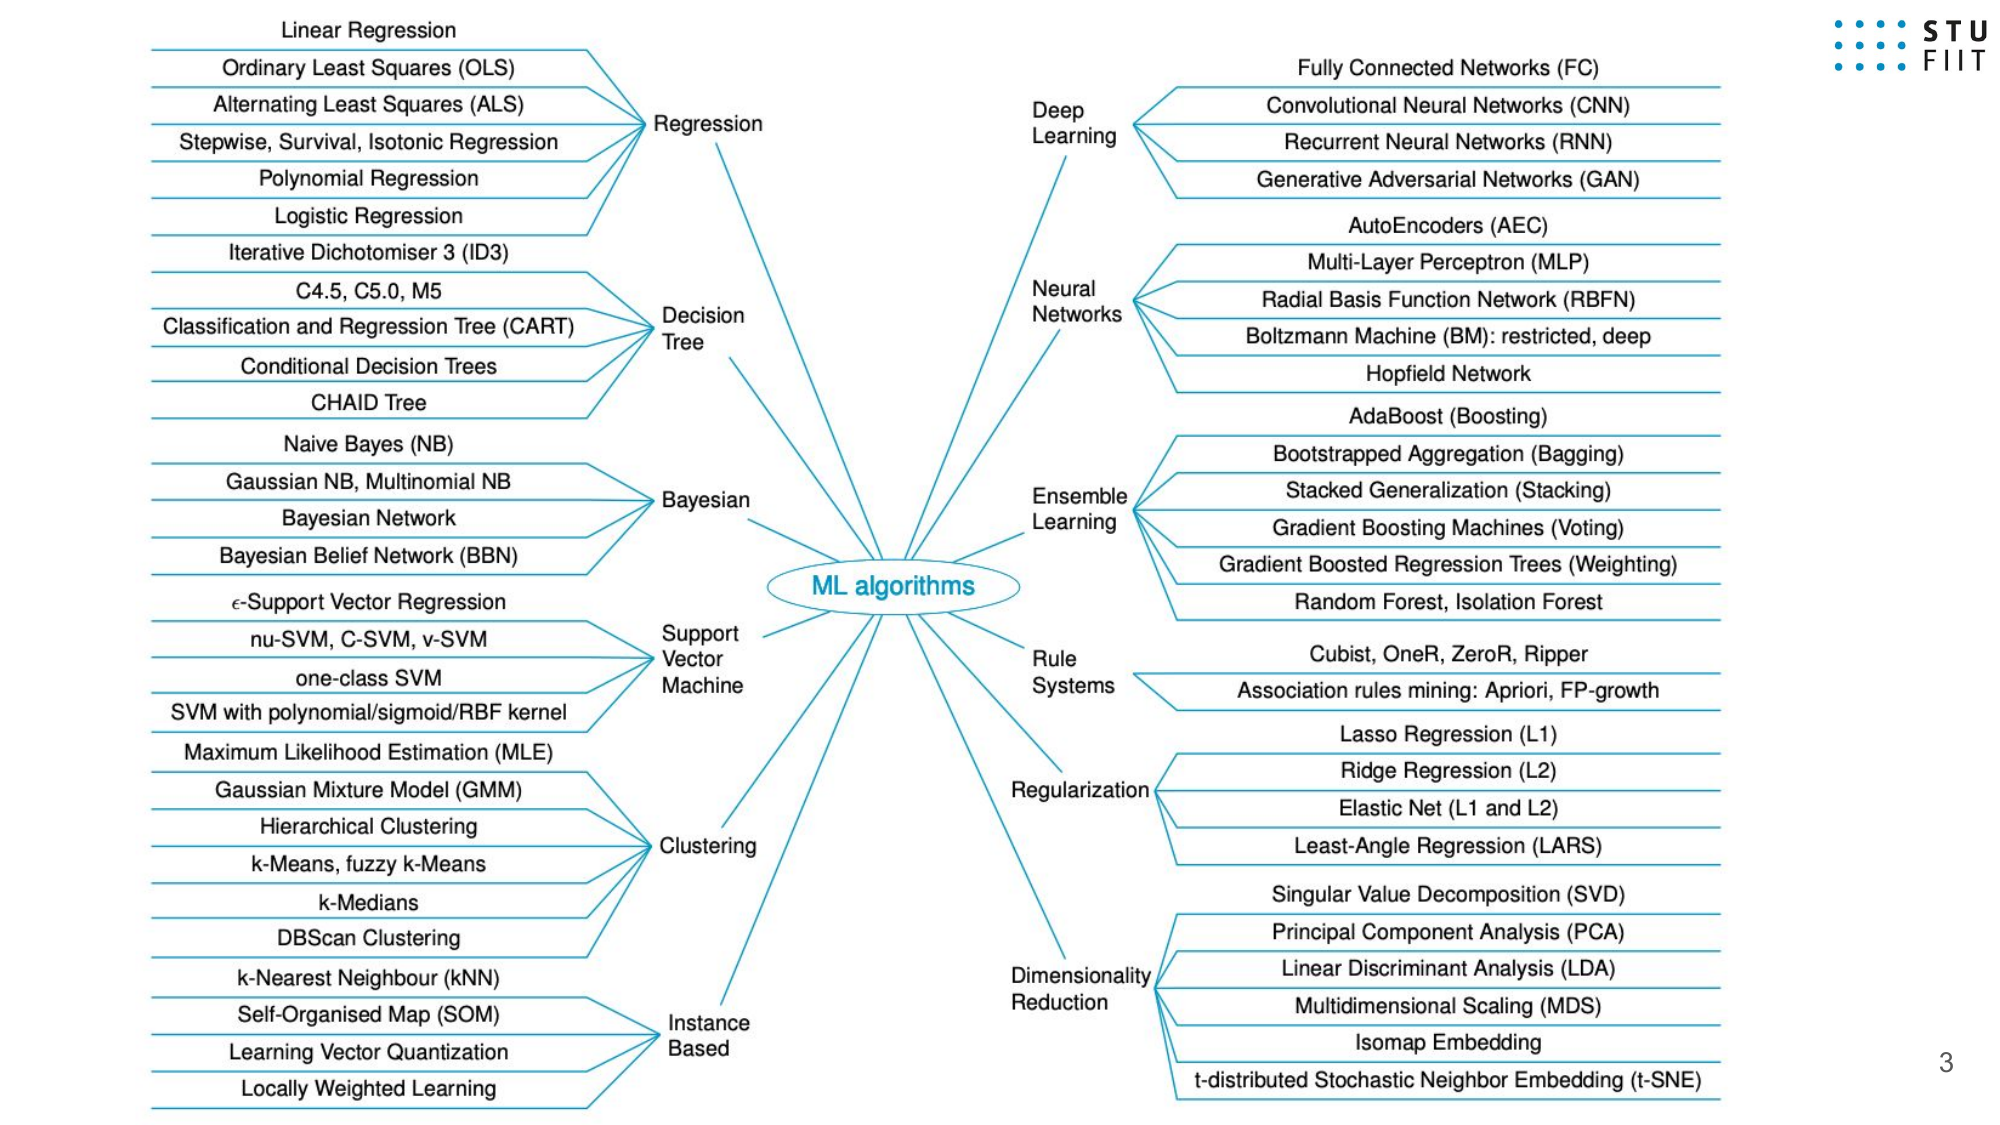 Linear Regression
Ordinary Least Squares (OLS)
Alternating Least Squares (ALS)
Stepwise, Survival, Isotonic Regression
Polynomial Regression
Logistic Regression
Regression
Iterative Dichotomiser 3 (ID3)
C4.5, C5.0, M5
Classification and Regression Tree (CART)
Conditional Decision Trees
CHAID Tree
Decision
Tree
Naive Bayes (NB)
Gaussian NB, Multinomial NB
Bayesian Network
Bayesian Belief Network (BBN)
Bayesian
ϵ-Support Vector Regression
nu-SVM, C-SVM, v-SVM
one-class SVM
SVM with polynomial/sigmoid/RBF kernel
Support
Vector
Machine
Maximum Likelihood Estimation (MLE)
Gaussian Mixture Model (GMM)
Hierarchical Clustering
k-Means, fuzzy k-Means
k-Medians
DBScan Clustering
Clustering
k-Nearest Neighbour (kNN)
Self-Organised Map (SOM)
Learning Vector Quantization
Locally Weighted Learning
Instance
Based
ML algorithms
Deep
Learning
Fully Connected Networks (FC)
Convolutional Neural Networks (CNN)
Recurrent Neural Networks (RNN)
Generative Adversarial Networks (GAN)
Neural
Networks
AutoEncoders (AEC)
Multi-Layer Perceptron (MLP)
Radial Basis Function Network (RBFN)
Boltzmann Machine (BM): restricted, deep
Hopfield Network
Ensemble
Learning
AdaBoost (Boosting)
Bootstrapped Aggregation (Bagging)
Stacked Generalization (Stacking)
Gradient Boosting Machines (Voting)
Gradient Boosted Regression Trees (Weighting)
Random Forest, Isolation Forest
Rule
Systems
Cubist, OneR, ZeroR, Ripper
Association rules mining: Apriori, FP-growth
Regularization
Lasso Regression (L1)
Ridge Regression (L2)
Elastic Net (L1 and L2)
Least-Angle Regression (LARS)
Dimensionality
Reduction
Singular Value Decomposition (SVD)
Principal Component Analysis (PCA)
Linear Discriminant Analysis (LDA)
Multidimensional Scaling (MDS)
Isomap Embedding
t-distributed Stochastic Neighbor Embedding (t-SNE)
STU
FIIT
3